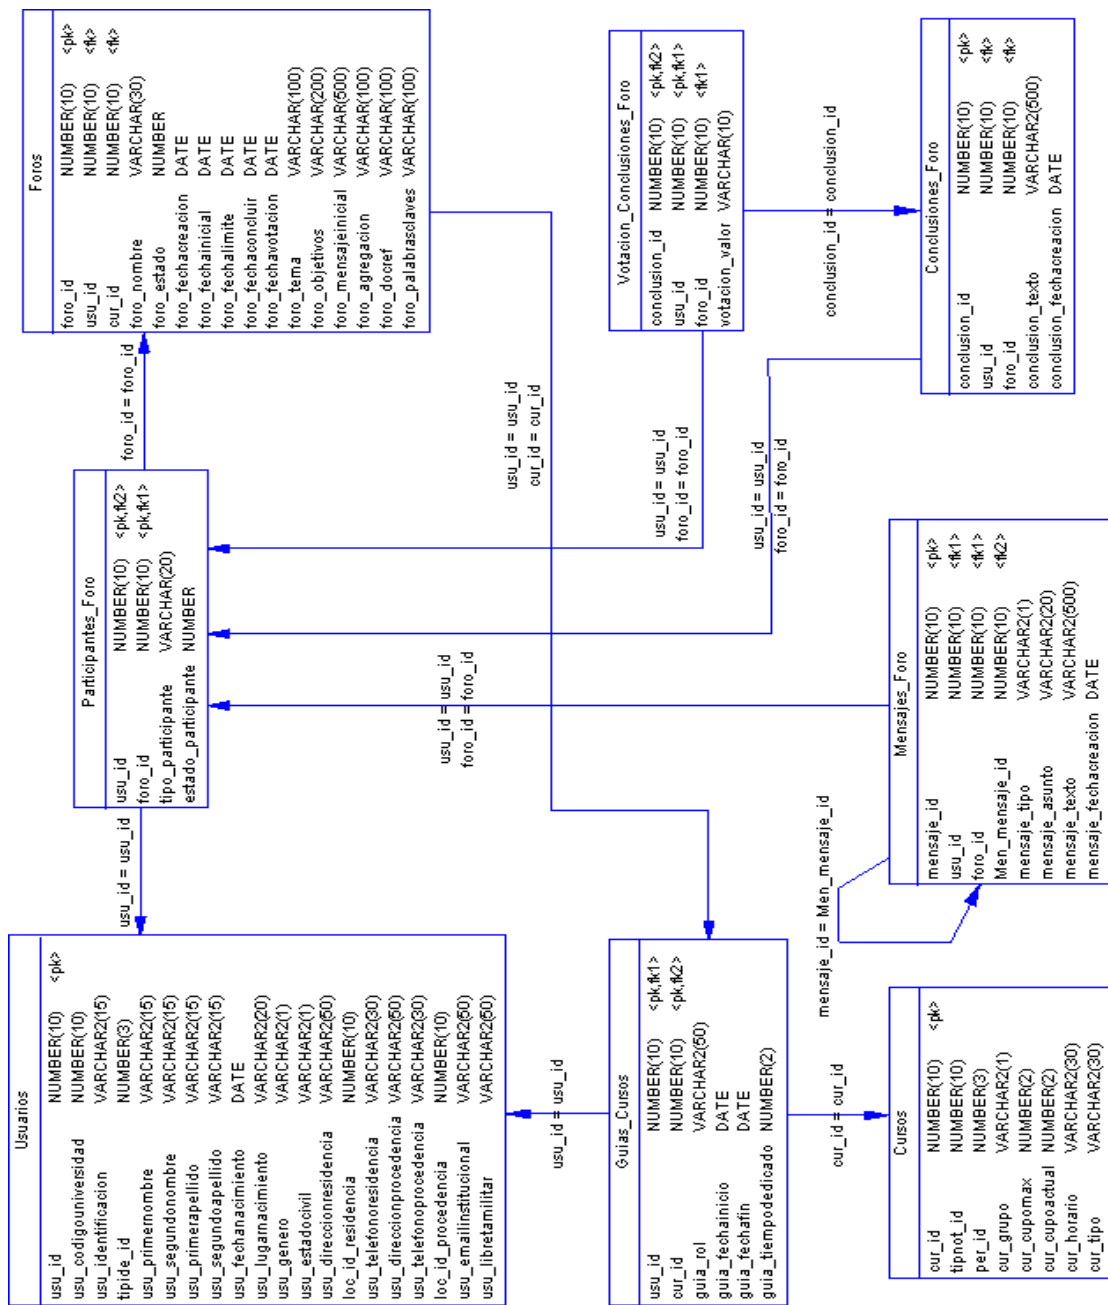 Usuarios
usu_id NUMBER(10) <pk>
usu_codigouniversidad NUMBER(10)
usu_identificacion VARCHAR2(15)
tipide_id NUMBER(3)
usu_primernombre VARCHAR2(15)
usu_segundonombre VARCHAR2(15)
usu_primerapellido VARCHAR2(15)
usu_segundoapellido VARCHAR2(15)
usu_fechanacimiento DATE
usu_lugarnacimiento VARCHAR2(20)
usu_genero VARCHAR2(1)
usu_estadocivil VARCHAR2(1)
usu_direccionresidencia VARCHAR2(50)
loc_id_residencia NUMBER(10)
usu_telefonoresidencia VARCHAR2(30)
usu_direccionprocedencia VARCHAR2(50)
usu_telefonoprocedencia VARCHAR2(30)
loc_id_procedencia NUMBER(10)
usu_emailinstitucional VARCHAR2(50)
usu_libretamilitar VARCHAR2(50)
usu_id = usu_id
Participantes_Foro
usu_id NUMBER(10) <pk,fk2>
foro_id NUMBER(10) <pk,fk1>
tipo_participante VARCHAR(20)
estado_participante NUMBER
foro_id = foro_id
Foros
foro_id NUMBER(10) <pk>
usu_id NUMBER(10) <fk>
cur_id NUMBER(10) <fk>
foro_nombre VARCHAR(30)
foro_estado NUMBER
foro_fechacreacion DATE
foro_fechainicial DATE
foro_fechalimite DATE
foro_fechaconcluir DATE
foro_fechavotacion DATE
foro_tema VARCHAR(100)
foro_objetivos VARCHAR(200)
foro_mensajeinicial VARCHAR(500)
foro_agregacion VARCHAR(100)
foro_docref VARCHAR(100)
foro_palabrasclaves VARCHAR(100)
usu_id = usu_id
usu_id = usu_id
foro_id = foro_id
usu_id = usu_id
cur_id = cur_id
Guias_Cursos
usu_id NUMBER(10) <pk,fk1>
cur_id NUMBER(10) <pk,fk2>
guia_rol VARCHAR2(50)
guia_fechainicio DATE
guia_fechafin DATE
guia_tiempodedicado NUMBER(2)
usu_id = usu_id
foro_id = foro_id
Votacion_Conclusiones_Foro
conclusion_id NUMBER(10) <pk,fk2>
usu_id NUMBER(10) <pk,fk1>
foro_id NUMBER(10) <fk1>
votacion_valor VARCHAR(10)
usu_id = usu_id
foro_id = foro_id
cur_id = cur_id
mensaje_id = Men_mensaje_id
conclusion_id = conclusion_id
Cursos
cur_id NUMBER(10) <pk>
tipnot_id NUMBER(10)
per_id NUMBER(3)
cur_grupo VARCHAR2(1)
cur_cupomax NUMBER(2)
cur_cupoactual NUMBER(2)
cur_horario VARCHAR2(30)
cur_tipo VARCHAR2(30)
Mensajes_Foro
mensaje_id NUMBER(10) <pk>
usu_id NUMBER(10) <fk1>
foro_id NUMBER(10) <fk1>
Men_mensaje_id NUMBER(10) <fk2>
mensaje_tipo VARCHAR2(1)
mensaje_asunto VARCHAR2(20)
mensaje_texto VARCHAR2(500)
mensaje_fechacreacion DATE
Conclusiones_Foro
conclusion_id NUMBER(10) <pk>
usu_id NUMBER(10) <fk>
foro_id NUMBER(10) <fk>
conclusion_texto VARCHAR2(500)
conclusion_fechacreacion DATE